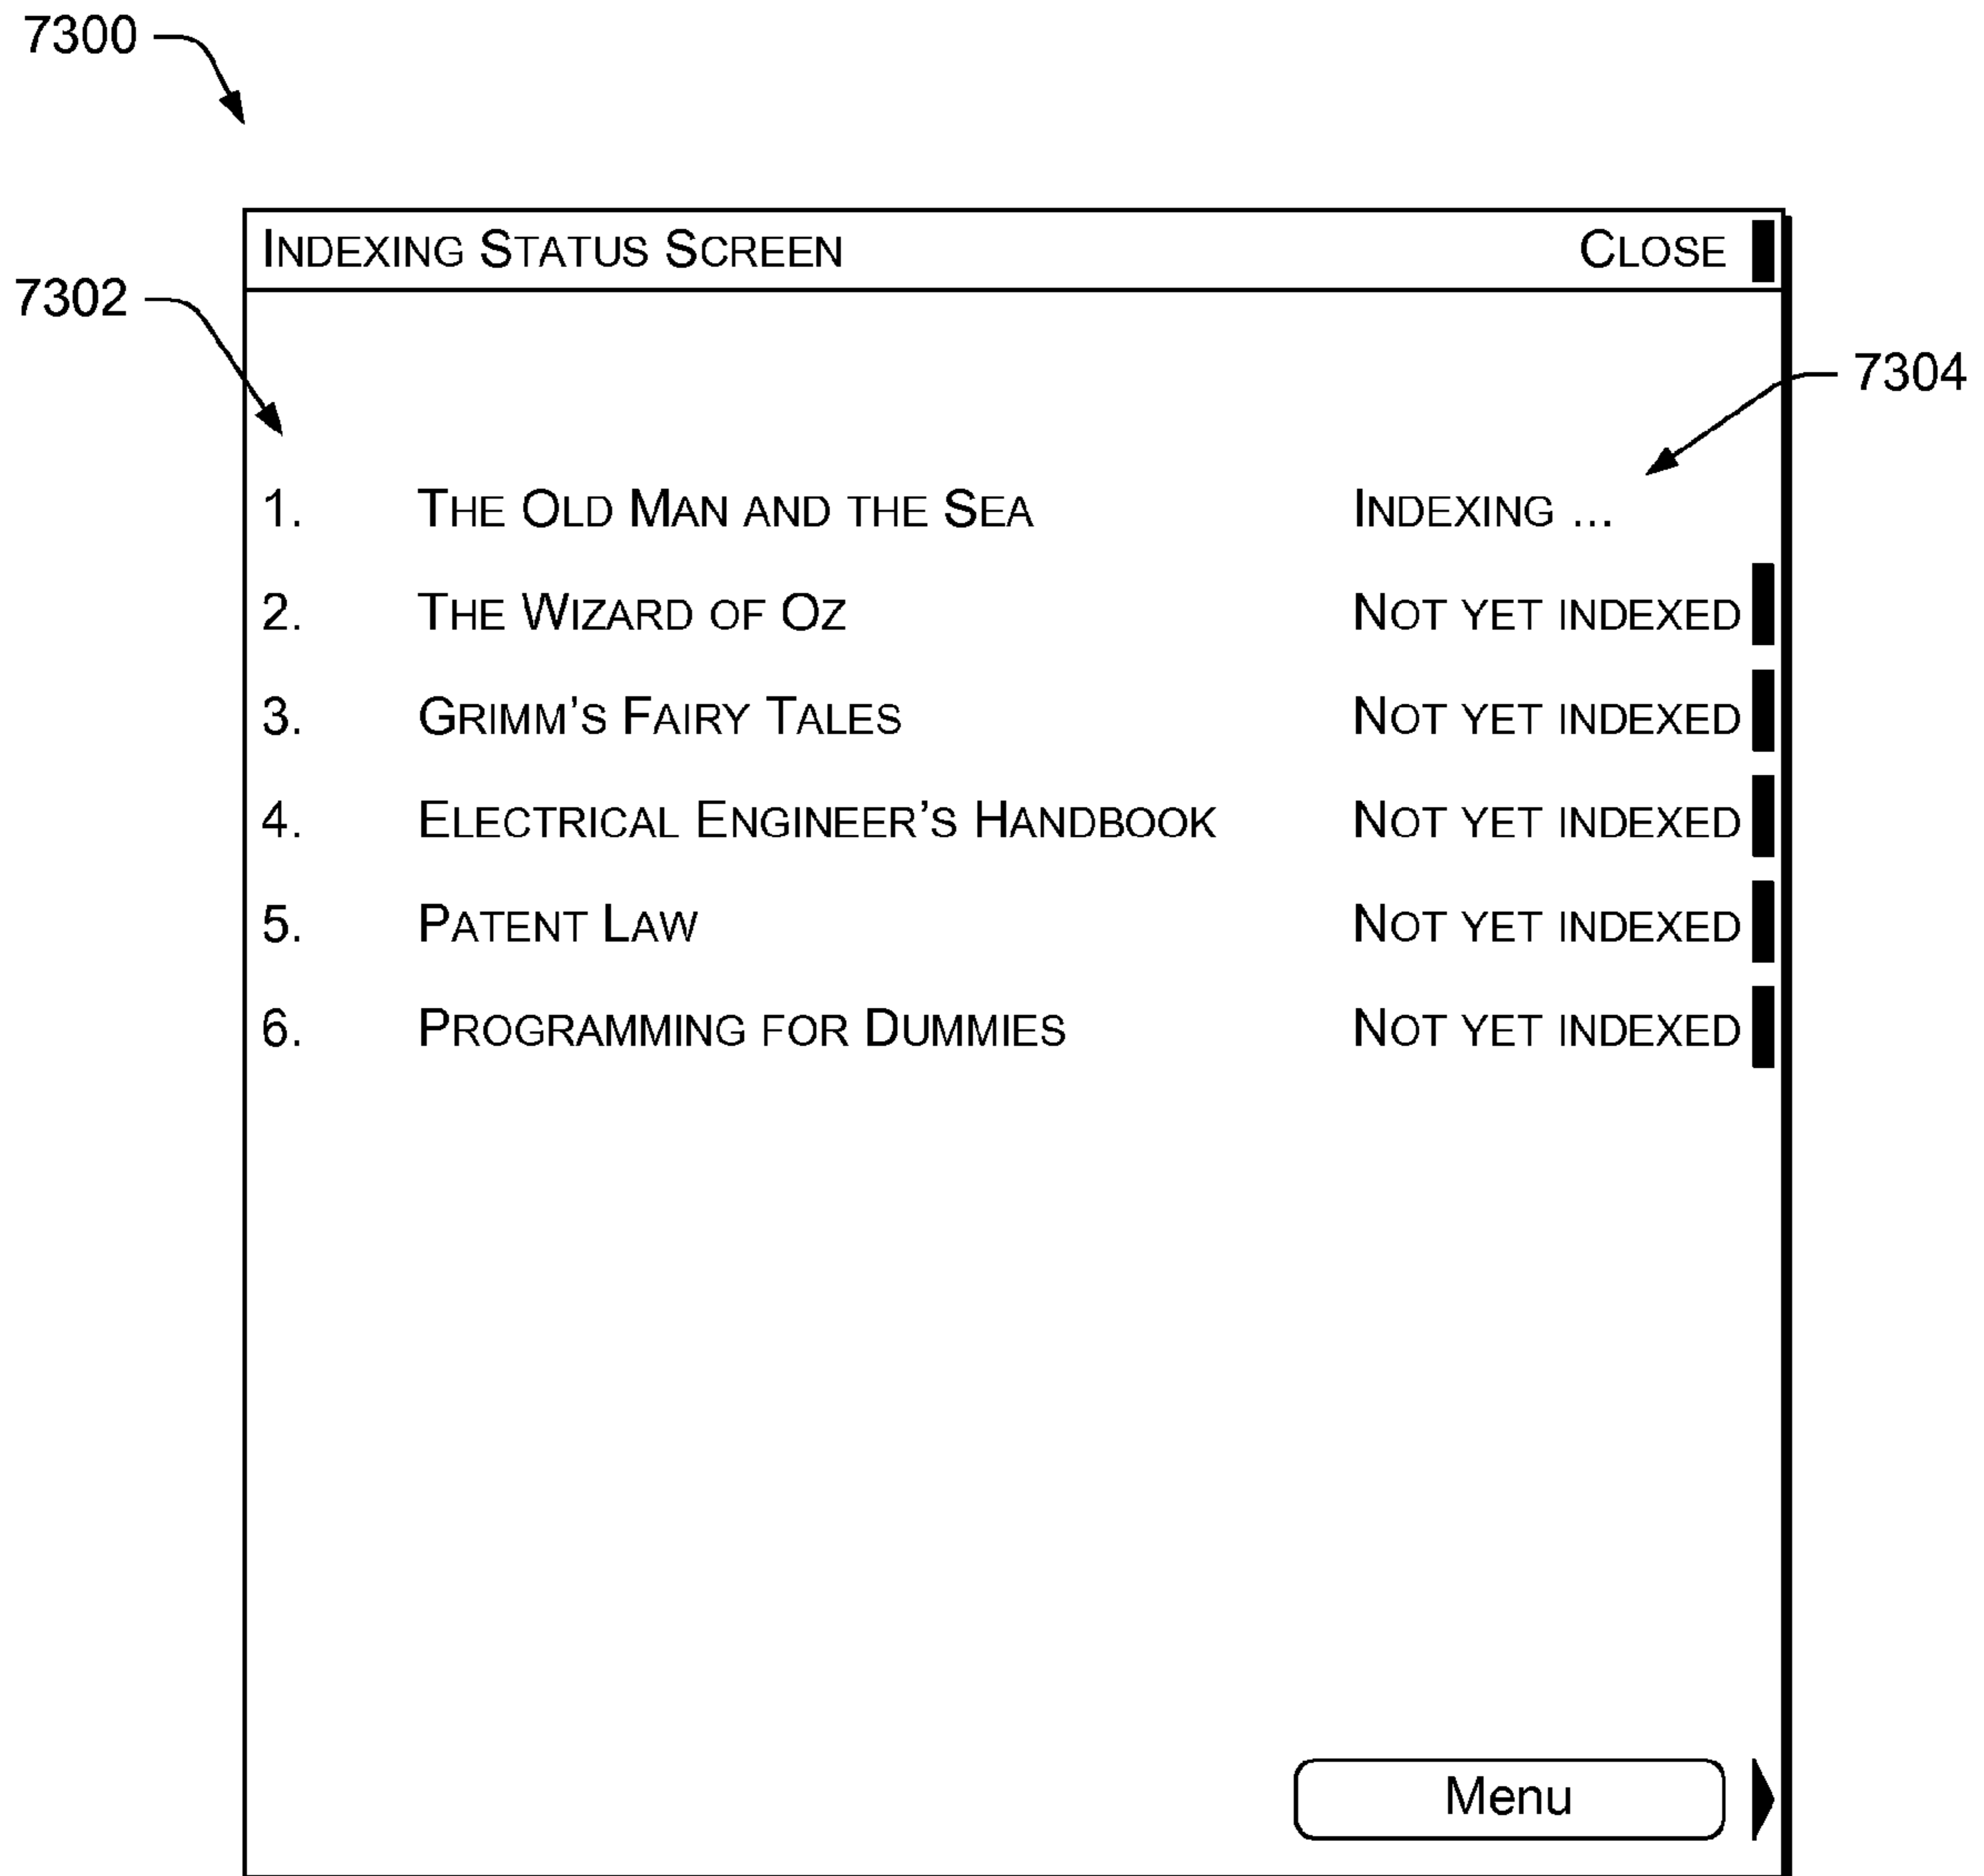 7300
INDEXING STATUS SCREEN CLOSE
7302
7304
1. THE OLD MAN AND THE SEA INDEXING ...
2. THE WIZARD OF OZ NOT YET INDEXED
3. GRIMM'S FAIRY TALES NOT YET INDEXED
4. ELECTRICAL ENGINEER'S HANDBOOK NOT YET INDEXED
5. PATENT LAW NOT YET INDEXED
6. PROGRAMMING FOR DUMMIES NOT YET INDEXED
Menu